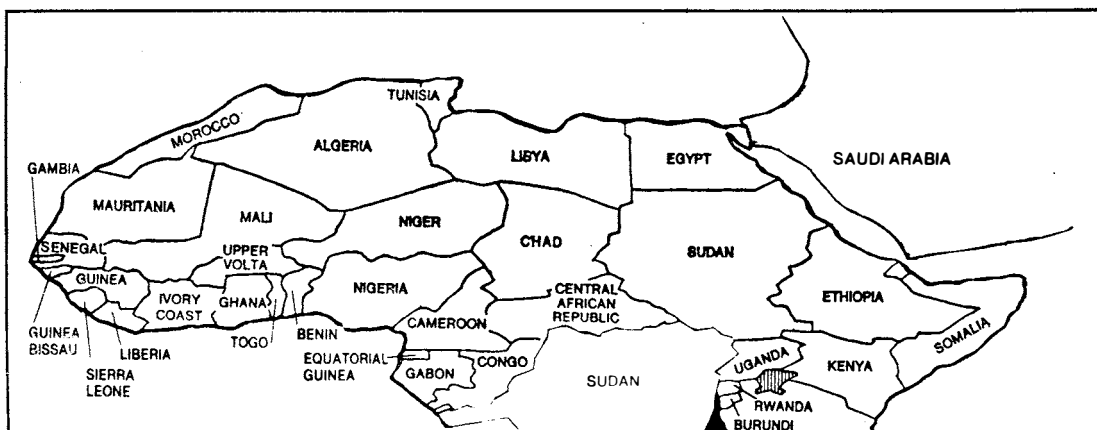 TUNISIA
MOROCCO
ALGERIA
LIBYA
EGYPT
SAUDI ARABIA
GAMBIA
MAURITANIA
MALI
NIGER
CHAD
SUDAN
SENEGAL
UPPER
VOLTA
GUINEA
NIGERIA
CENTRAL
AFRICAN
REPUBLIC
ETHIOPIA
IVORY
COAST
GHANA
GUINEA
BISSAU
LIBERIA
SIERRA
LEONE
TOGO
BENIN
CAMEROON
EQUATORIAL
GUINEA
GABON
CONGO
SUDAN
UGANDA
KENYA
SOMALIA
RWANDA
BURUNDI